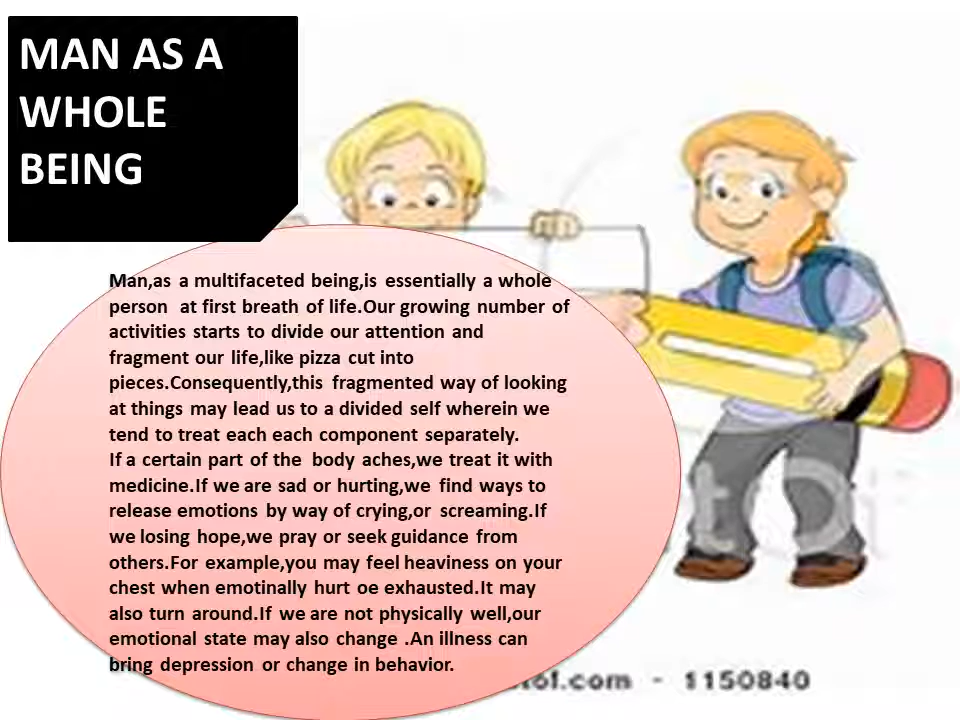 MAN AS A
WHOLE
BEING
Man,as a multifaceted being,is essentially a whole
person at first breath of life.Our growing number of
activities starts to divide our attention and
fragment our life,like pizza cut into
pieces.Consequently,this fragmented way of looking
at things may lead us to a divided self wherein we
tend to treat each each component separately.
If a certain part of the body aches,we treat it with
medicine.If we are sad or hurting,we find ways to
release emotions by way of crying,or screaming.If
we losing hope,we pray or seek guidance from
others.For example,you may feel heaviness on your
chest when emotinally hurt oe exhausted.It may
also turn around.If we are not physically well,our
emotional state may also change .An illness can
bring depression or change in behavior.
.com - 1150840